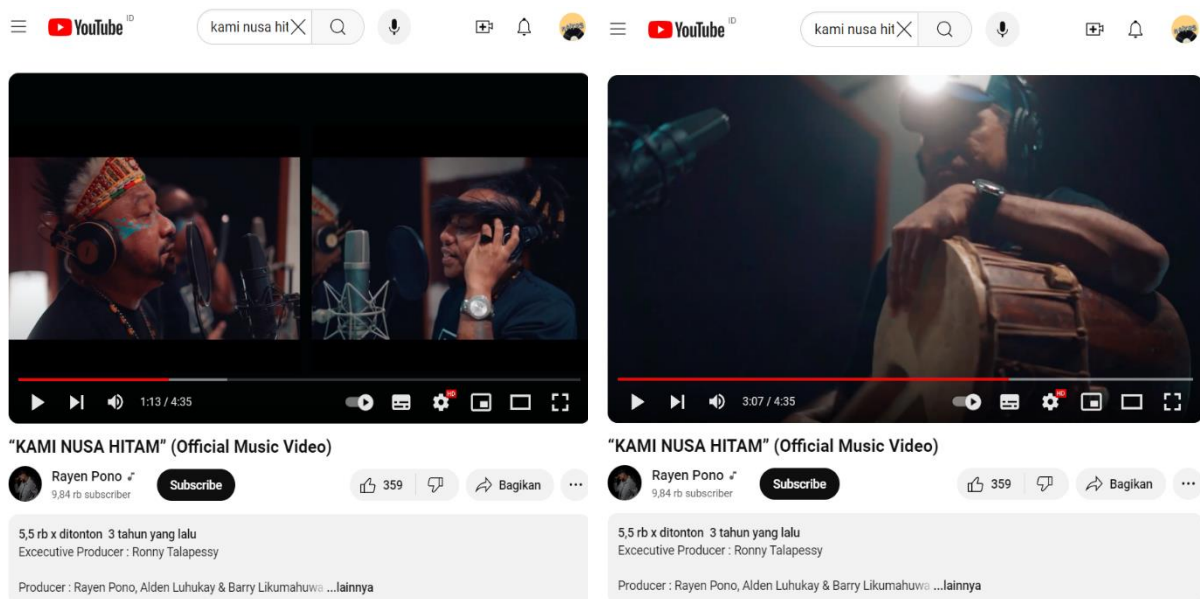 YouTube ID
kami nusa hit
1:13 / 4:35
HD
“KAMI NUSA HITAM” (Official Music Video)
Rayen Pono
9,84 rb subscriber
Subscribe
359
Bagikan
5,5 rb x ditonton 3 tahun yang lalu
Excecutive Producer : Ronny Talapessy
Producer : Rayen Pono, Alden Luhukay & Barry Likumahuwa ...lainnya
YouTube ID
kami nusa hit
3:07 / 4:35
HD
“KAMI NUSA HITAM” (Official Music Video)
Rayen Pono
9,84 rb subscriber
Subscribe
359
Bagikan
5,5 rb x ditonton 3 tahun yang lalu
Excecutive Producer : Ronny Talapessy
Producer : Rayen Pono, Alden Luhukay & Barry Likumahuwa ...lainnya